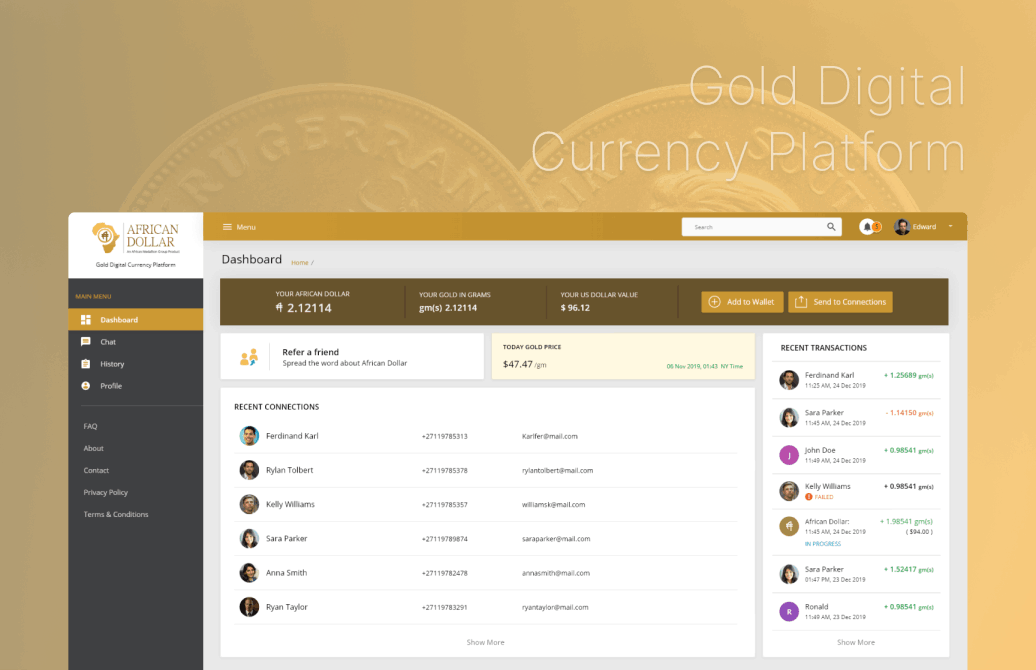 Gold Digital
Currency Platform
RUGERRAN
AFRICAN
DOLLAR
An African Medallion Group Product
Gold Digital Currency Platform
Menu
Search
5
Edward
MAIN MENU
Dashboard
Chat
History
Profile
FAQ
About
Contact
Privacy Policy
Terms & Conditions
Dashboard
Home /
YOUR AFRICAN DOLLAR
2.12114
YOUR GOLD IN GRAMS
gm(s) 2.12114
YOUR US DOLLAR VALUE
$ 96.12
Add to Wallet
Send to Connections
Refer a friend
Spread the word about African Dollar
TODAY GOLD PRICE
$47.47 /gm
06 Nov 2019, 01:43 NY Time
RECENT CONNECTIONS
Ferdinand Karl +27119785313 Karlfer@mail.com
Rylan Tolbert +27119785378 rylantolbert@mail.com
Kelly Williams +27119785357 williamsk@mail.com
Sara Parker +27119789874 saraparker@mail.com
Anna Smith +27119782478 annasmith@mail.com
Ryan Taylor +27119783291 ryantaylor@mail.com
Show More
RECENT TRANSACTIONS
Ferdinand Karl + 1.25689 gm(s)
11:25 AM, 24 Dec 2019
Sara Parker - 1.14150 gm(s)
11:45 AM, 24 Dec 2019
J John Doe + 0.98541 gm(s)
11:49 AM, 24 Dec 2019
Kelly Williams + 0.98541 gm(s)
FAILED
African Dollar: + 1.98541 gm(s)
11:45 AM, 24 Dec 2019 ( $94.00 )
IN PROGRESS
Sara Parker + 1.52417 gm(s)
01:47 PM, 23 Dec 2019
R Ronald + 0.98541 gm(s)
11:49 AM, 23 Dec 2019
Show More